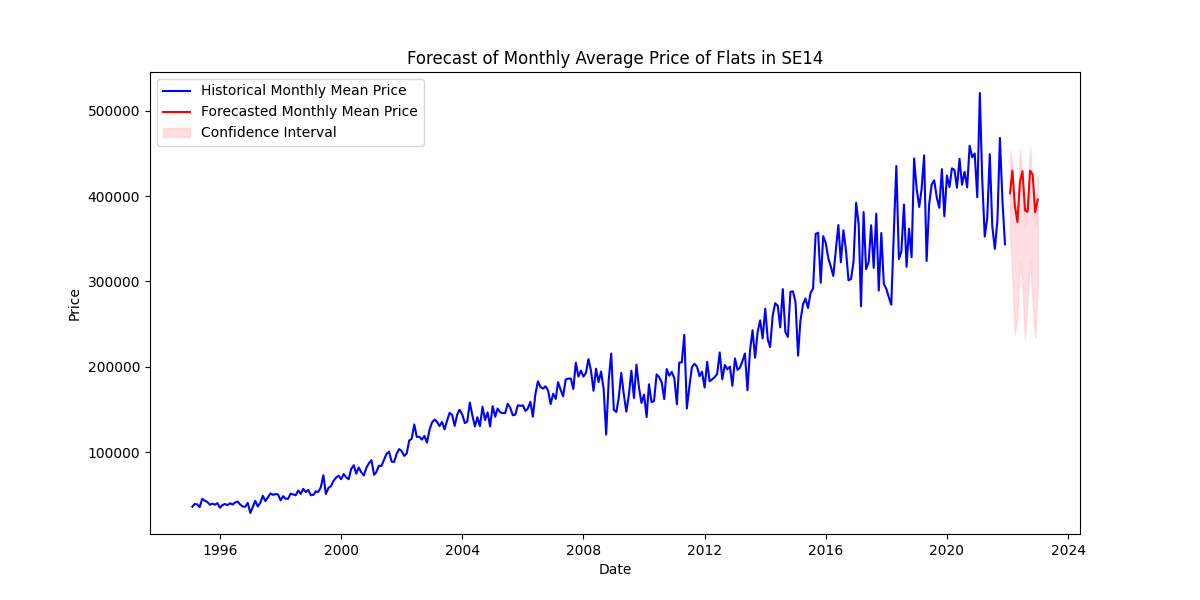 Forecast of Monthly Average Price of Flats in SE14
Historical Monthly Mean Price
Forecasted Monthly Mean Price
Confidence Interval
500000
400000
300000
200000
100000
Price
1996 2000 2004 2008 2012 2016 2020 2024
Date